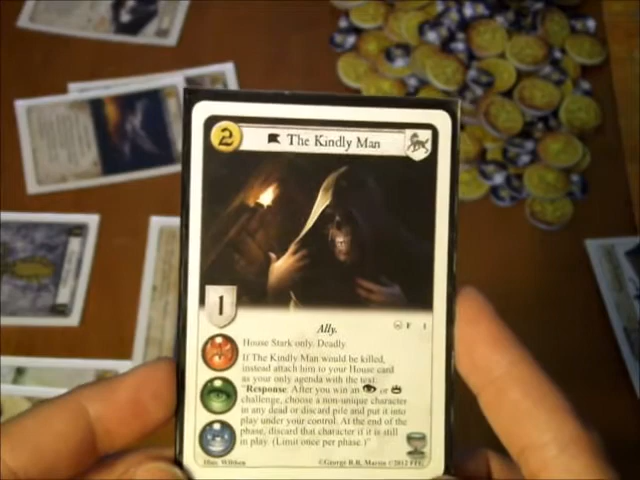 2
The Kindly Man
1
Ally.
F 1
House Stark only. Deadly
If The Kindly Man would be killed,
instead attach him to your House card
as your only agenda with the text:
"Response: After you win an or
challenge, choose a non-unique character
in any dead or discard pile and put it into
play under your control. At the end of the
phase, discard that character if it is still
in play. (Limit once per phase.)"
©George R.R. Martin ©2012 FFG